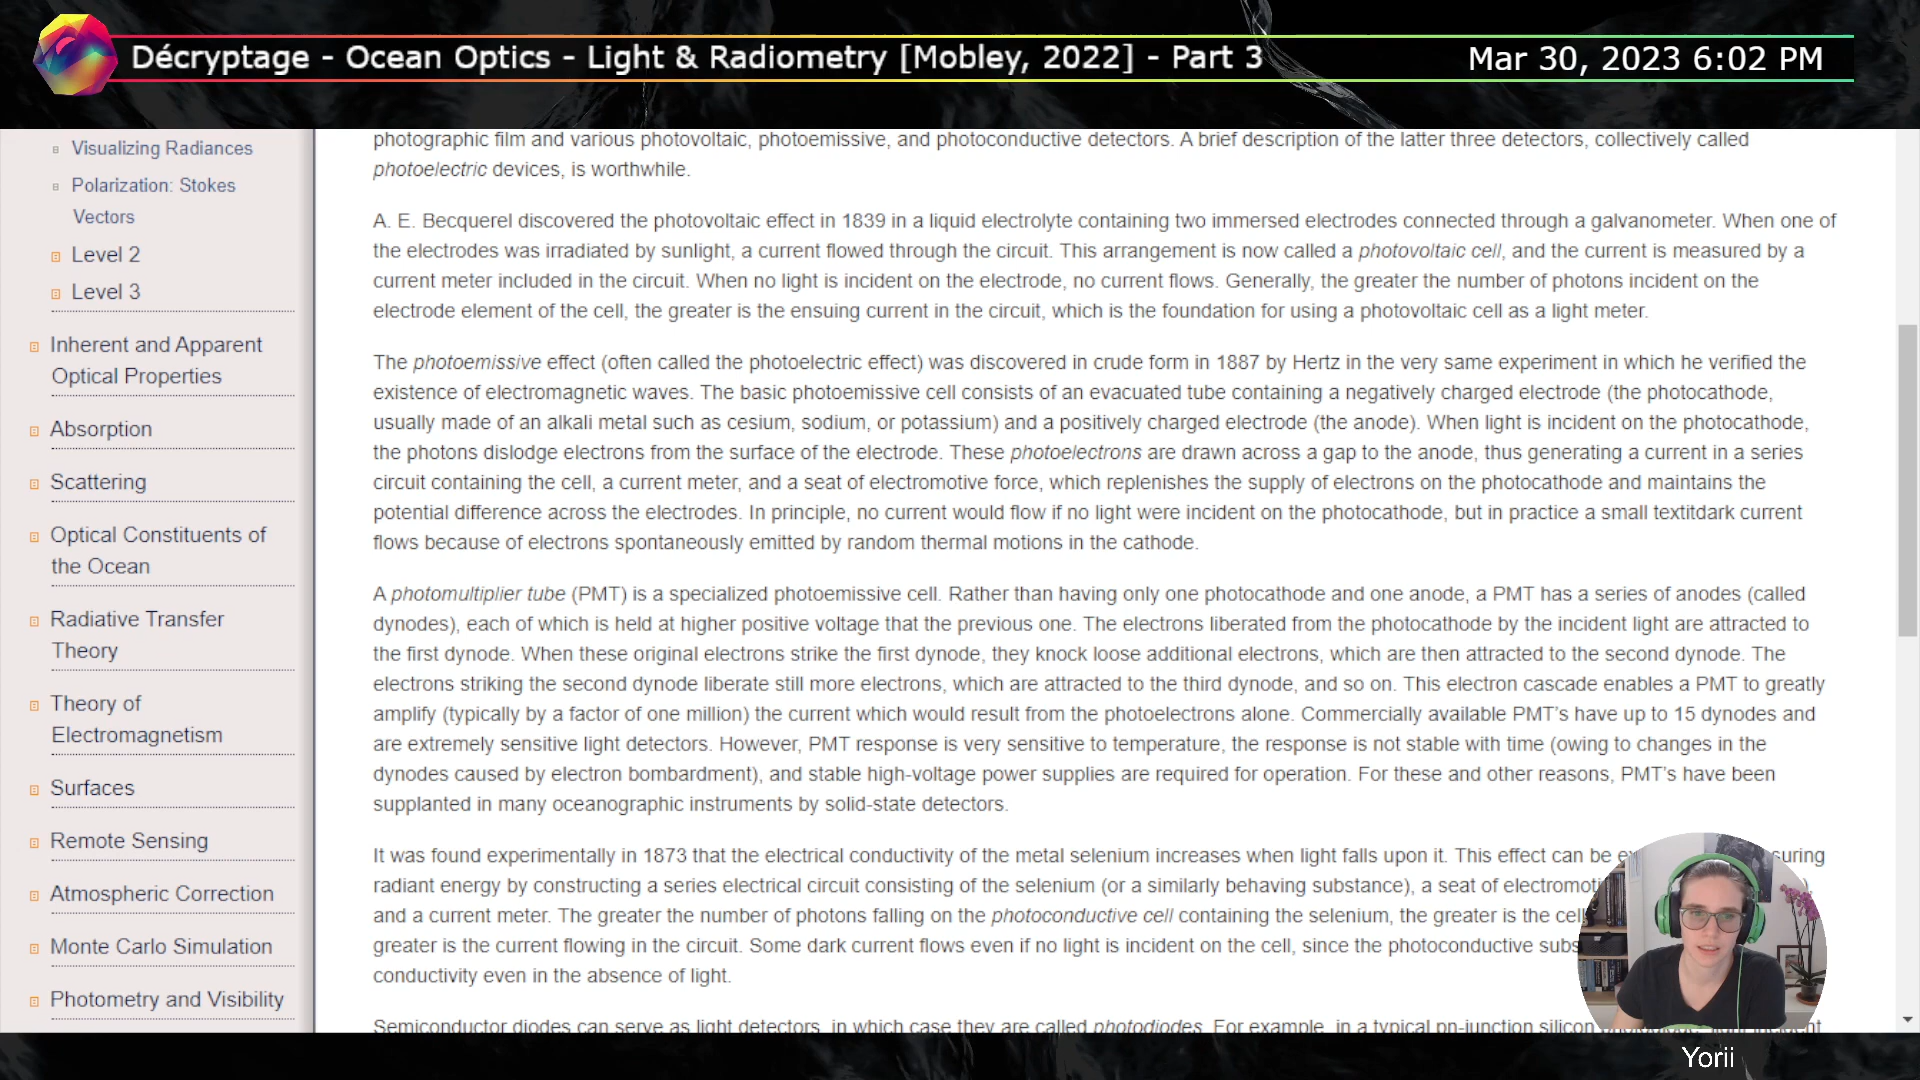 Décryptage - Ocean Optics - Light & Radiometry [Mobley, 2022] - Part 3
Mar 30, 2023 6:02 PM
Visualizing Radiances
Polarization: Stokes
Vectors
Level 2
Level 3
Inherent and Apparent
Optical Properties
Absorption
Scattering
Optical Constituents of
the Ocean
Radiative Transfer
Theory
Theory of
Electromagnetism
Surfaces
Remote Sensing
Atmospheric Correction
Monte Carlo Simulation
Photometry and Visibility
photographic film and various photovoltaic, photoemissive, and photoconductive detectors. A brief description of the latter three detectors, collectively called
photoelectric devices, is worthwhile.
A. E. Becquerel discovered the photovoltaic effect in 1839 in a liquid electrolyte containing two immersed electrodes connected through a galvanometer. When one of
the electrodes was irradiated by sunlight, a current flowed through the circuit. This arrangement is now called a photovoltaic cell, and the current is measured by a
current meter included in the circuit. When no light is incident on the electrode, no current flows. Generally, the greater the number of photons incident on the
electrode element of the cell, the greater is the ensuing current in the circuit, which is the foundation for using a photovoltaic cell as a light meter.
The photoemissive effect (often called the photoelectric effect) was discovered in crude form in 1887 by Hertz in the very same experiment in which he verified the
existence of electromagnetic waves. The basic photoemissive cell consists of an evacuated tube containing a negatively charged electrode (the photocathode,
usually made of an alkali metal such as cesium, sodium, or potassium) and a positively charged electrode (the anode). When light is incident on the photocathode,
the photons dislodge electrons from the surface of the electrode. These photoelectrons are drawn across a gap to the anode, thus generating a current in a series
circuit containing the cell, a current meter, and a seat of electromotive force, which replenishes the supply of electrons on the photocathode and maintains the
potential difference across the electrodes. In principle, no current would flow if no light were incident on the photocathode, but in practice a small textitdark current
flows because of electrons spontaneously emitted by random thermal motions in the cathode.
A photomultiplier tube (PMT) is a specialized photoemissive cell. Rather than having only one photocathode and one anode, a PMT has a series of anodes (called
dynodes), each of which is held at higher positive voltage that the previous one. The electrons liberated from the photocathode by the incident light are attracted to
the first dynode. When these original electrons strike the first dynode, they knock loose additional electrons, which are then attracted to the second dynode. The
electrons striking the second dynode liberate still more electrons, which are attracted to the third dynode, and so on. This electron cascade enables a PMT to greatly
amplify (typically by a factor of one million) the current which would result from the photoelectrons alone. Commercially available PMT's have up to 15 dynodes and
are extremely sensitive light detectors. However, PMT response is very sensitive to temperature, the response is not stable with time (owing to changes in the
dynodes caused by electron bombardment), and stable high-voltage power supplies are required for operation. For these and other reasons, PMT's have been
supplanted in many oceanographic instruments by solid-state detectors.
It was found experimentally in 1873 that the electrical conductivity of the metal selenium increases when light falls upon it. This effect can be
radiant energy by constructing a series electrical circuit consisting of the selenium (or a similarly behaving substance), a seat of
and a current meter. The greater the number of photons falling on the photoconductive cell containing the selenium, the greater is the
greater is the current flowing in the circuit. Some dark current flows even if no light is incident on the cell, since the photoconductive
conductivity even in the absence of light.
Semiconductor diodes can serve as light detectors, in which case they are called photodiodes. For example, in a typical pn-junction silicon
Yorii